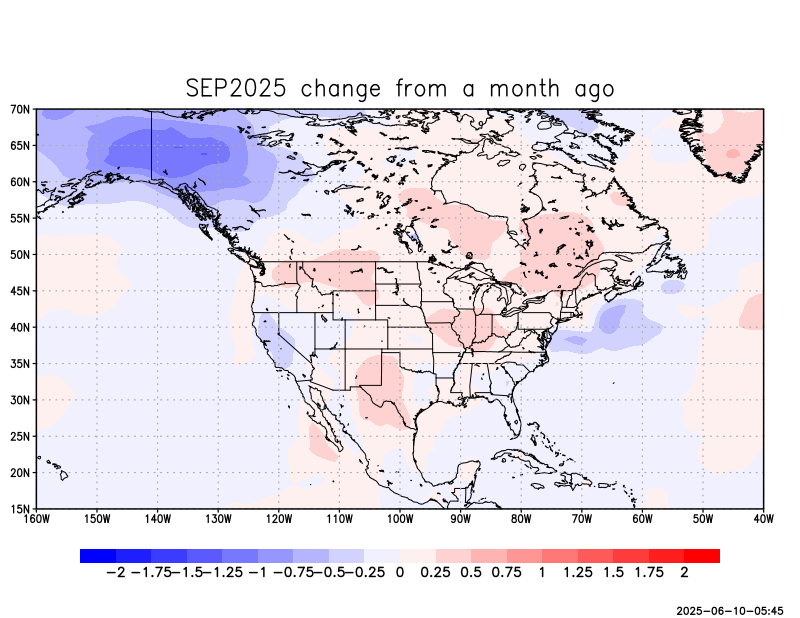 SEP2025 change from a month ago
70N
65N
60N
55N
50N
45N
40N
35N
30N
25N
20N
15N
160W 150W 140W 130W 120W 110W 100W 90W 80W 70W 60W 50W 40W
-2 -1.75 -1.5 -1.25 -1 -0.75 -0.5 -0.25 0 0.25 0.5 0.75 1 1.25 1.5 1.75 2
2025-06-10-05:45